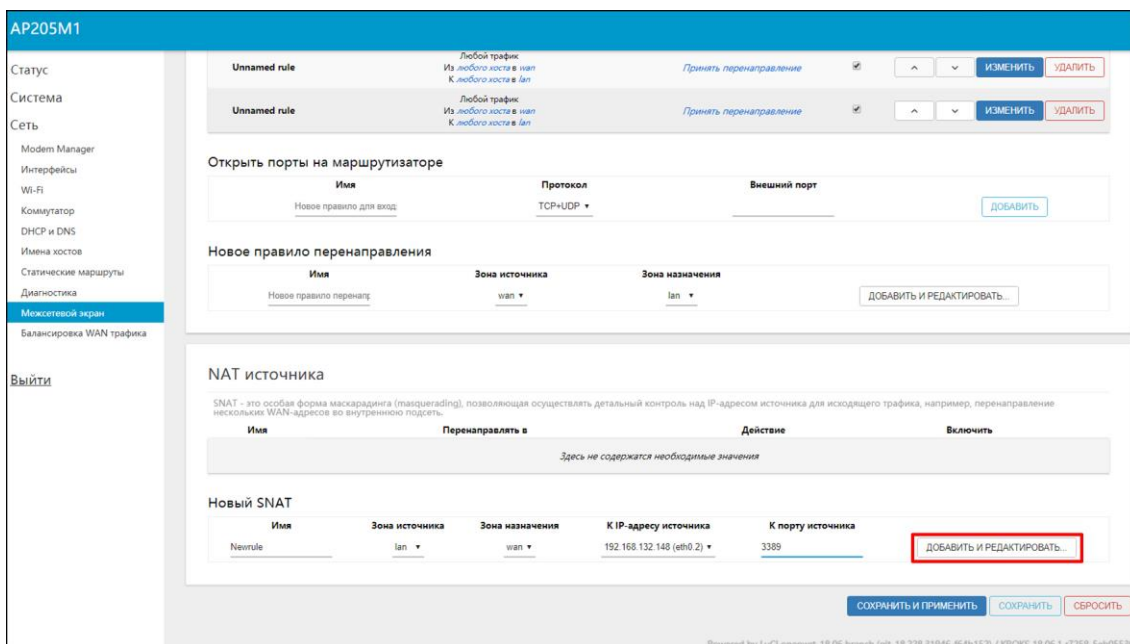 AP205M1
Статус
Система
Сеть
Modem Manager
Интерфейсы
Wi-Fi
Коммутатор
DHCP и DNS
Имена хостов
Статические маршруты
Диагностика
Межсетевой экран
Балансировка WAN трафика
Выйти
Unnamed rule
Любой трафик
Из любого хоста в wan
К любого хоста в lan
Принять перенаправление
ИЗМЕНИТЬ
УДАЛИТЬ
Unnamed rule
Любой трафик
Из любого хоста в wan
К любого хоста в lan
Принять перенаправление
ИЗМЕНИТЬ
УДАЛИТЬ
Открыть порты на маршрутизаторе
Имя Протокол Внешний порт
Новое правило для вход TCP+UDP ДОБАВИТЬ
Новое правило перенаправления
Имя Зона источника Зона назначения
Новое правило перенапр wan lan ДОБАВИТЬ И РЕДАКТИРОВАТЬ...
NAT источника
SNAT - это особая форма маскарадинга (masquerading), позволяющая осуществлять детальный контроль над IP-адресом источника для исходящего трафика, например, перенаправление
нескольких WAN-адресов во внутреннюю подсеть.
Имя Перенаправлять в Действие Включить
Здесь не содержатся необходимые значения
Новый SNAT
Имя Зона источника Зона назначения К IP-адресу источника К порту источника
Newrule lan wan 192.168.132.148 (eth0.2) 3389 ДОБАВИТЬ И РЕДАКТИРОВАТЬ...
СОХРАНИТЬ И ПРИМЕНИТЬ СОХРАНИТЬ СБРОСИТЬ
Powered by LuCI openwrt-18.06 branch